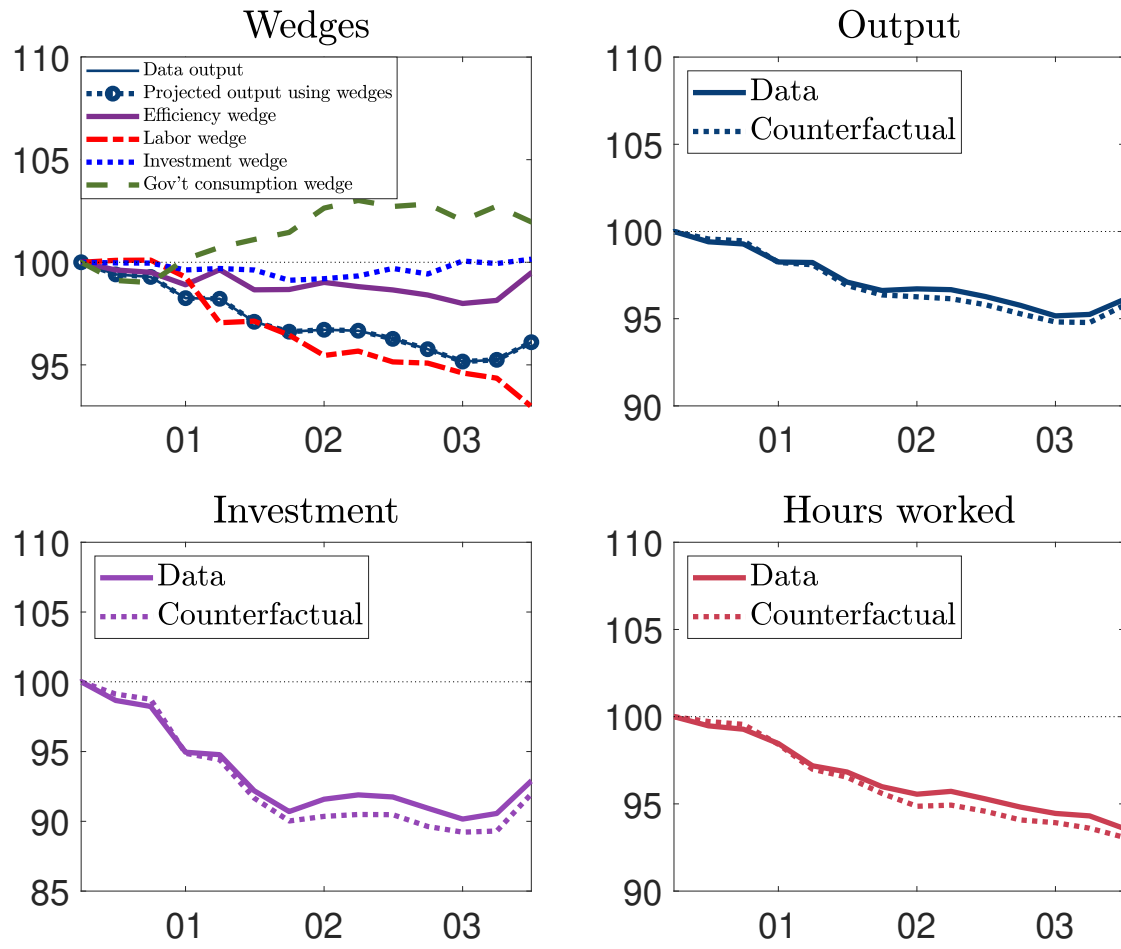 Wedges
110
105
100
95
01
02
03
Data output
Projected output using wedges
Efficiency wedge
Labor wedge
Investment wedge
Gov't consumption wedge
Output
110
105
100
95
90
01
02
03
Data
Counterfactual
Investment
110
105
100
95
90
85
01
02
03
Data
Counterfactual
Hours worked
110
105
100
95
90
01
02
03
Data
Counterfactual